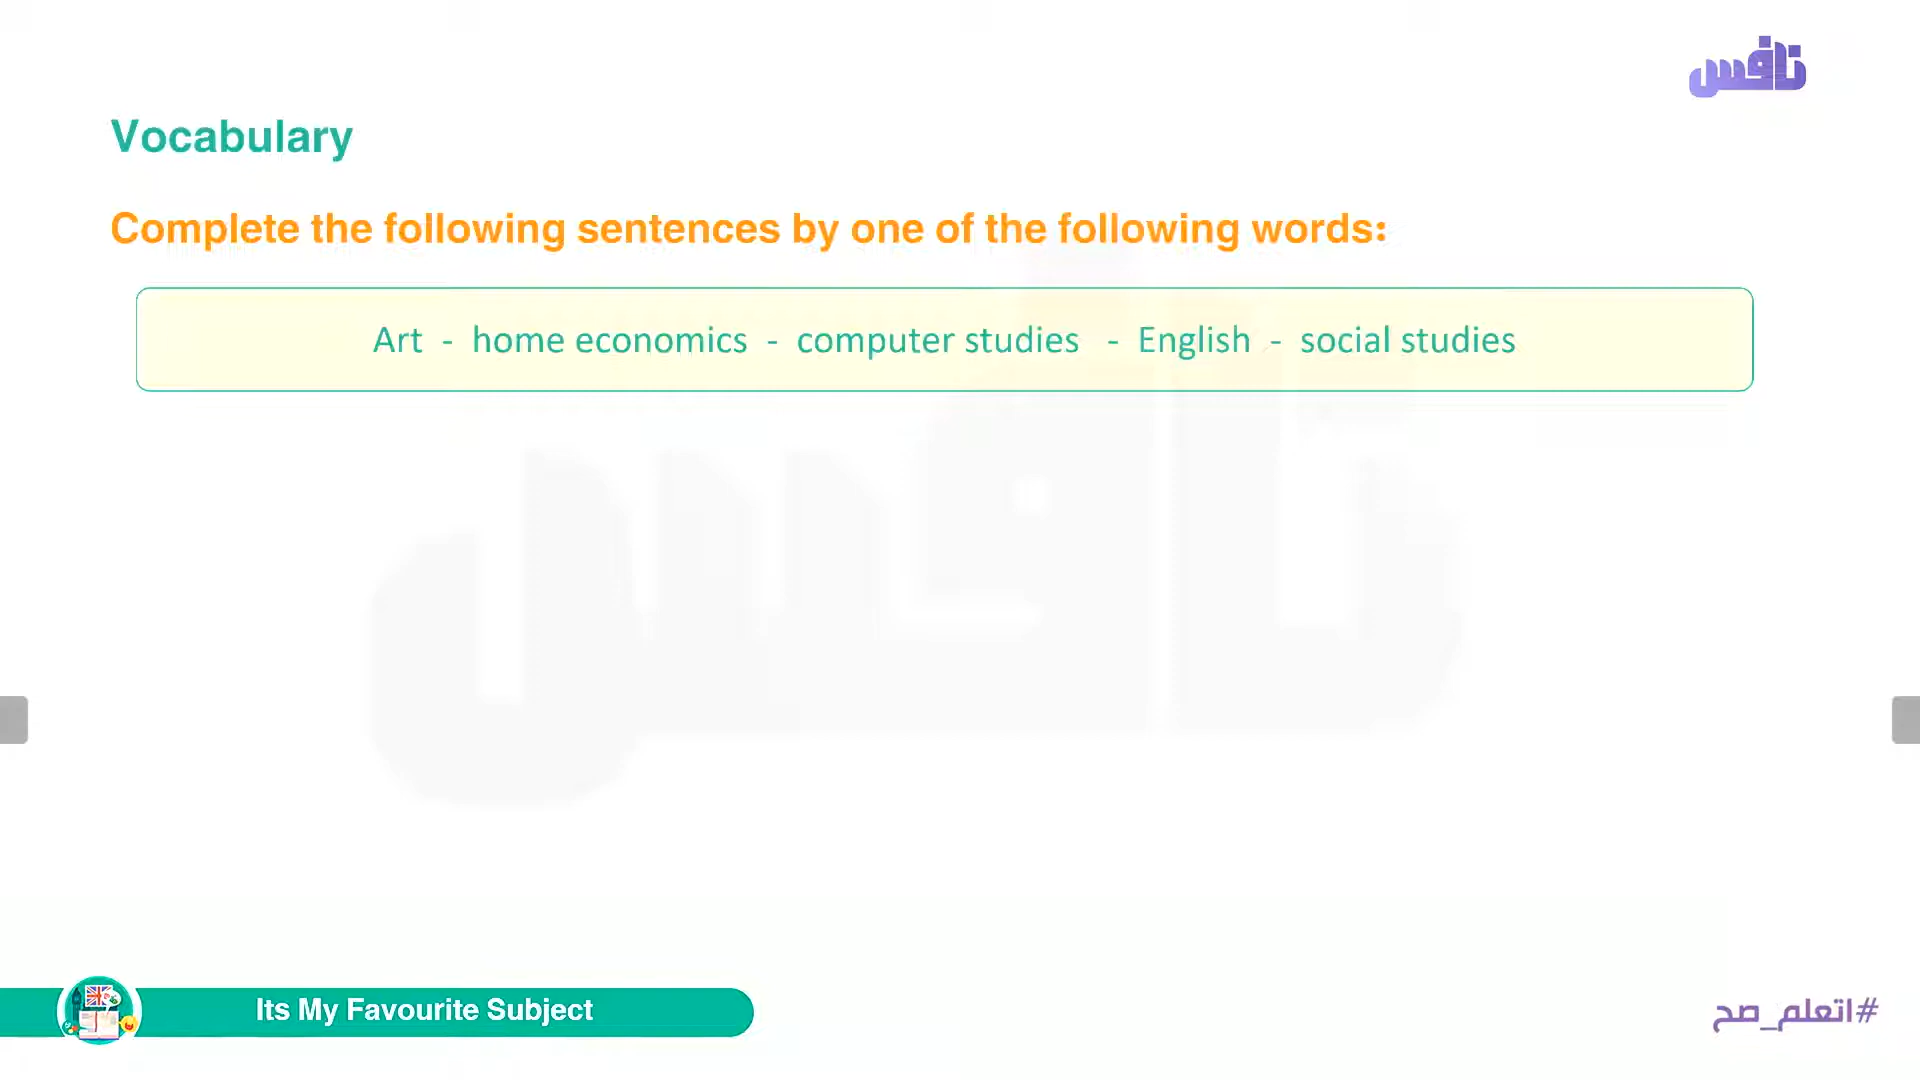 نافس
Vocabulary
Complete the following sentences by one of the following words:
Art - home economics - computer studies - English - social studies
Its My Favourite Subject
#اتعلم_صح